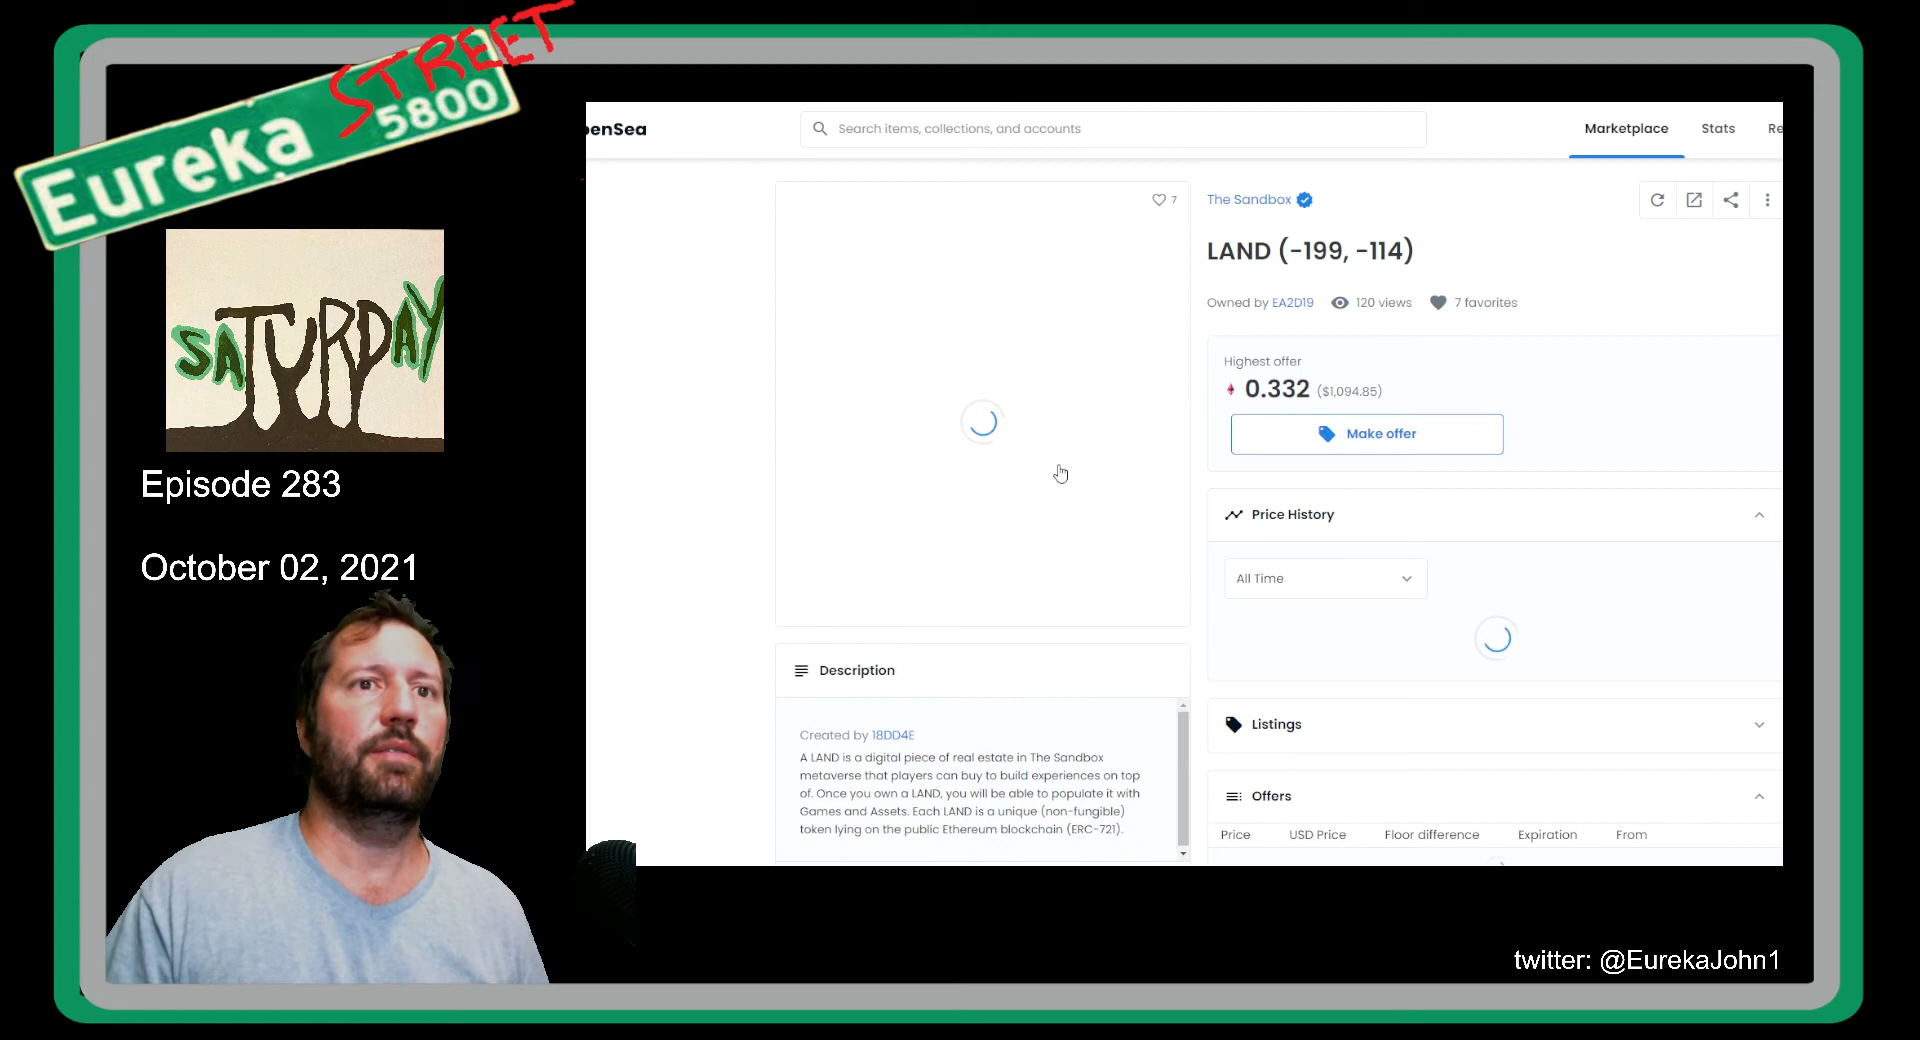 Eureka
STREET
5800
SATURDAY
Episode 283
October 02, 2021
penSea
Search items, collections, and accounts
Marketplace
Stats
Re
7
The Sandbox
LAND (-199, -114)
Owned by EA2D19 120 views 7 favorites
Highest offer
0.332 ($1,094.85)
Make offer
Price History
All Time
Description
Created by 18DD4E
A LAND is a digital piece of real estate in The Sandbox
metaverse that players can buy to build experiences on top
of. Once you own a LAND, you will be able to populate it with
Games and Assets. Each LAND is a unique (non-fungible)
token lying on the public Ethereum blockchain (ERC-721).
Listings
Offers
Price USD Price Floor difference Expiration From
twitter: @EurekaJohn1